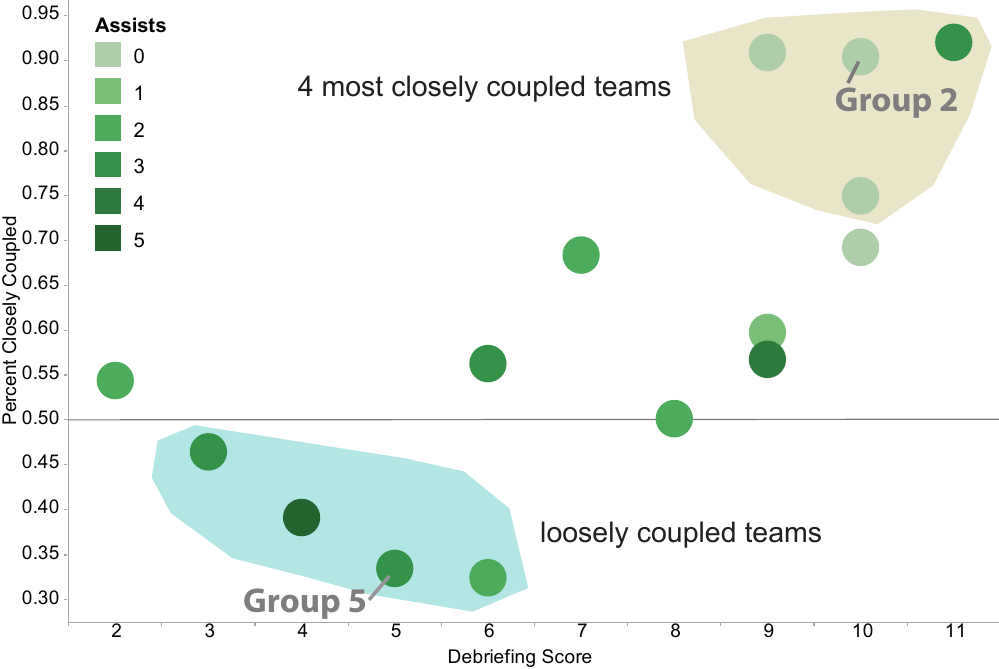 Assists
0
1
2
3
4
5
4 most closely coupled teams
Group 2
loosely coupled teams
Group 5
Percent Closely Coupled
0.95
0.90
0.85
0.80
0.75
0.70
0.65
0.60
0.55
0.50
0.45
0.40
0.35
0.30
2 3 4 5 6 7 8 9 10 11
Debriefing Score